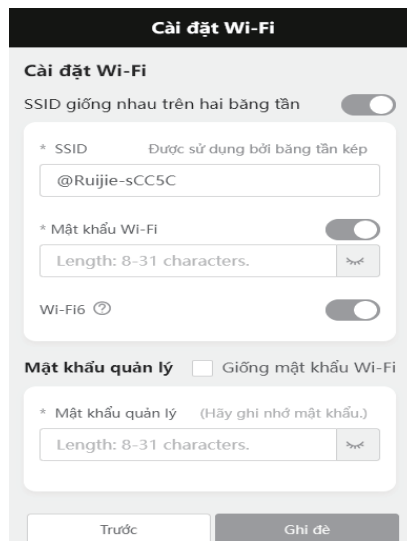 Cài đặt Wi-Fi
Cài đặt Wi-Fi
SSID giống nhau trên hai băng tần
* SSID Được sử dụng bởi băng tần kép
@Ruijie-sCC5C
* Mật khẩu Wi-Fi
Length: 8-31 characters.
Wi-Fi6 ?
Mật khẩu quản lý Giống mật khẩu Wi-Fi
* Mật khẩu quản lý (Hãy ghi nhớ mật khẩu.)
Length: 8-31 characters.
Trước Ghi đè